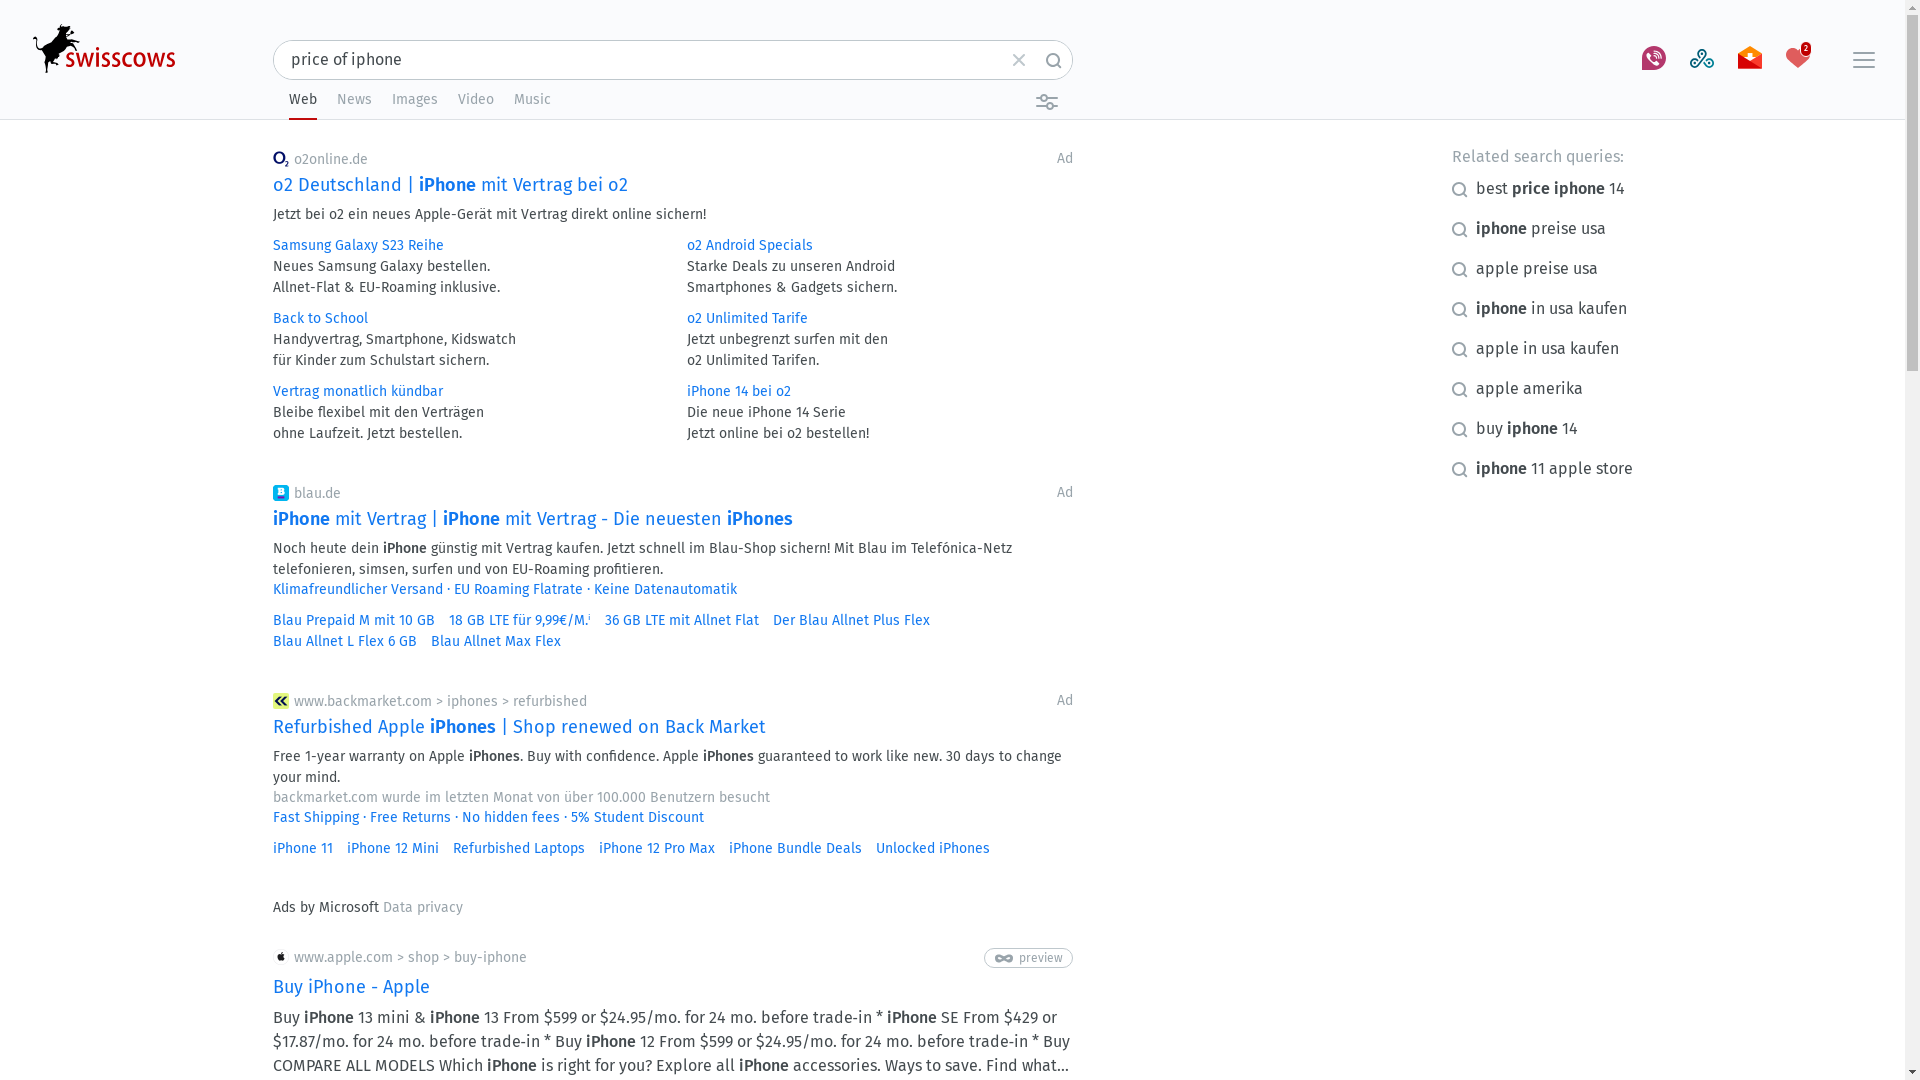 swisscows
price of iphone
2
Web News Images Video Music
o2online.de Ad
o2 Deutschland | iPhone mit Vertrag bei o2
Jetzt bei o2 ein neues Apple-Gerät mit Vertrag direkt online sichern!
Samsung Galaxy S23 Reihe
Neues Samsung Galaxy bestellen.
Allnet-Flat & EU-Roaming inklusive.
o2 Android Specials
Starke Deals zu unseren Android
Smartphones & Gadgets sichern.
Back to School
Handyvertrag, Smartphone, Kidswatch
für Kinder zum Schulstart sichern.
o2 Unlimited Tarife
Jetzt unbegrenzt surfen mit den
o2 Unlimited Tarifen.
Vertrag monatlich kündbar
Bleibe flexibel mit den Verträgen
ohne Laufzeit. Jetzt bestellen.
iPhone 14 bei o2
Die neue iPhone 14 Serie
Jetzt online bei o2 bestellen!
blau.de Ad
iPhone mit Vertrag | iPhone mit Vertrag - Die neuesten iPhones
Noch heute dein iPhone günstig mit Vertrag kaufen. Jetzt schnell im Blau-Shop sichern! Mit Blau im Telefónica-Netz
telefonieren, simsen, surfen und von EU-Roaming profitieren.
Klimafreundlicher Versand · EU Roaming Flatrate · Keine Datenautomatik
Blau Prepaid M mit 10 GB 18 GB LTE für 9,99€/M.ⁱ 36 GB LTE mit Allnet Flat Der Blau Allnet Plus Flex
Blau Allnet L Flex 6 GB Blau Allnet Max Flex
www.backmarket.com > iphones > refurbished Ad
Refurbished Apple iPhones | Shop renewed on Back Market
Free 1-year warranty on Apple iPhones. Buy with confidence. Apple iPhones guaranteed to work like new. 30 days to change
your mind.
backmarket.com wurde im letzten Monat von über 100.000 Benutzern besucht
Fast Shipping · Free Returns · No hidden fees · 5% Student Discount
iPhone 11 iPhone 12 Mini Refurbished Laptops iPhone 12 Pro Max iPhone Bundle Deals Unlocked iPhones
Ads by Microsoft Data privacy
www.apple.com > shop > buy-iphone preview
Buy iPhone - Apple
Buy iPhone 13 mini & iPhone 13 From $599 or $24.95/mo. for 24 mo. before trade‑in * iPhone SE From $429 or
$17.87/mo. for 24 mo. before trade‑in * Buy iPhone 12 From $599 or $24.95/mo. for 24 mo. before trade‑in * Buy
COMPARE ALL MODELS Which iPhone is right for you? Explore all iPhone accessories. Ways to save. Find what...
Related search queries:
best price iphone 14
iphone preise usa
apple preise usa
iphone in usa kaufen
apple in usa kaufen
apple amerika
buy iphone 14
iphone 11 apple store